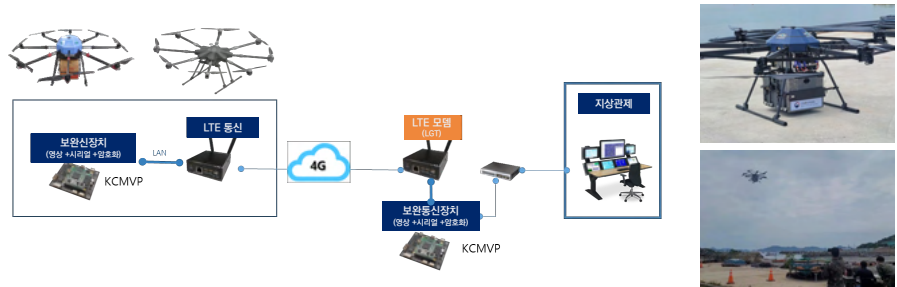 LTE 통신
보완신장치
(영상 +시리얼 +암호화)
LAN
KCMVP
4G
LTE 모뎀
(LGT)
보완통신장치
(영상 +시리얼 +암호화)
KCMVP
지상관제